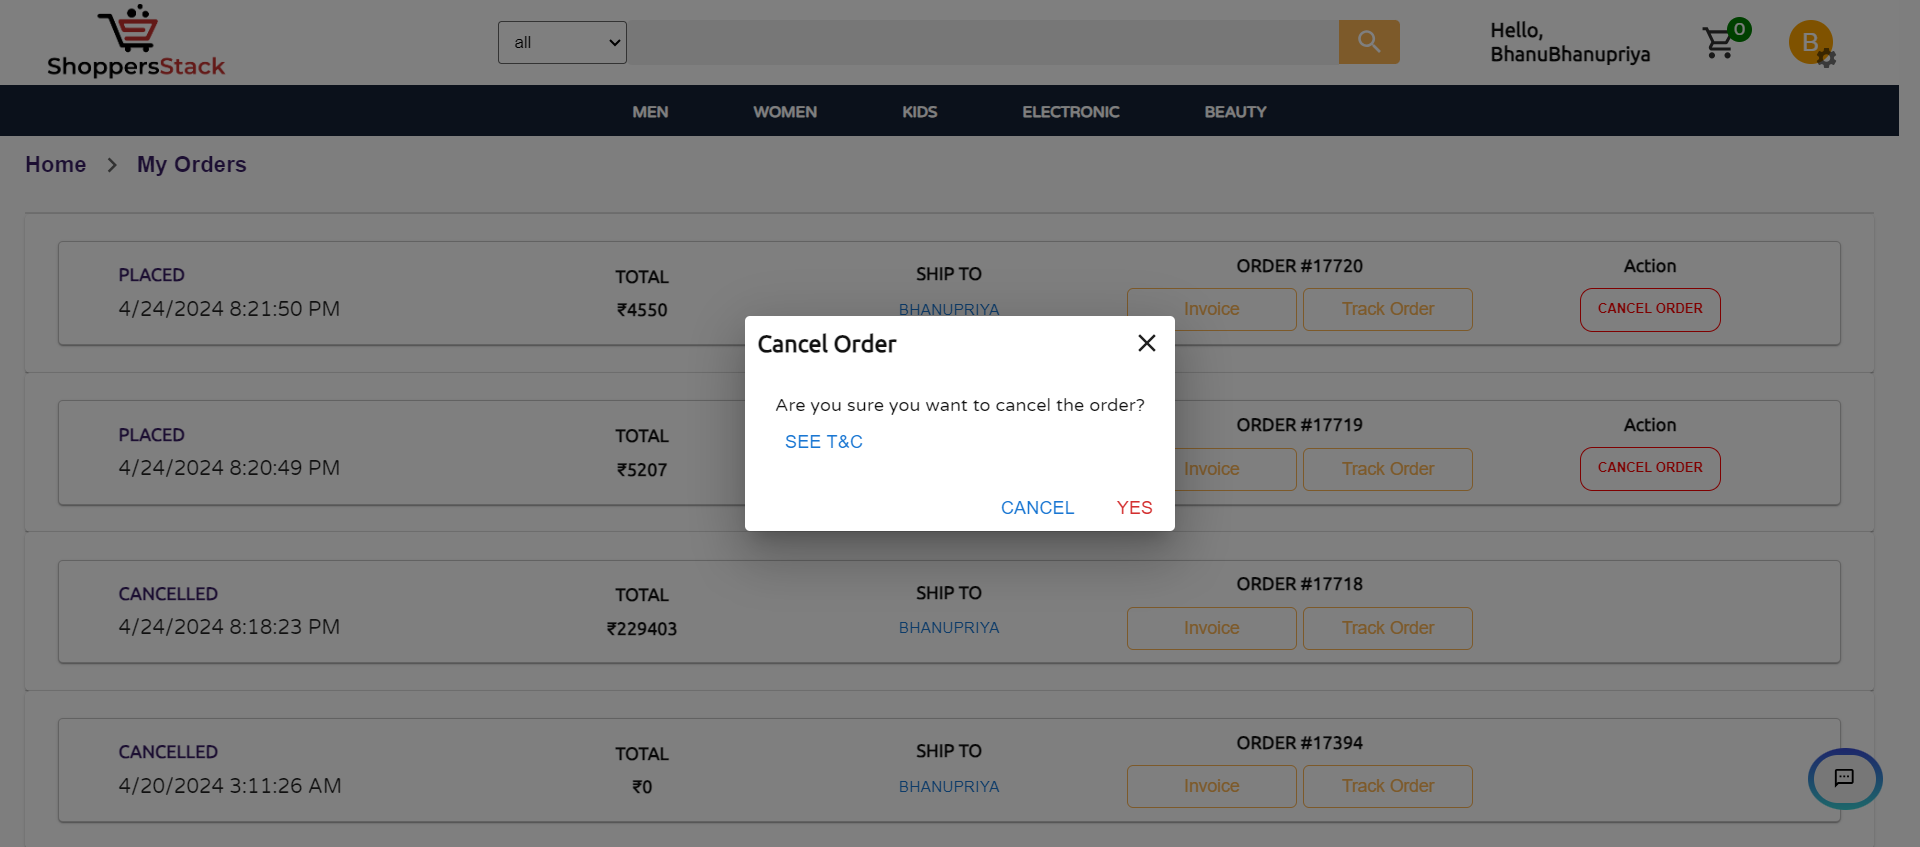 ShoppersStack
all
Hello,
BhanuBhanupriya
0
B
MEN WOMEN KIDS ELECTRONIC BEAUTY
Home > My Orders
PLACED
4/24/2024 8:21:50 PM
TOTAL
₹4550
SHIP TO
BHANUPRIYA
ORDER #17720
Invoice Track Order
Action
CANCEL ORDER
Cancel Order
Are you sure you want to cancel the order?
SEE T&C
CANCEL YES
PLACED
4/24/2024 8:20:49 PM
TOTAL
₹5207
ORDER #17719
Invoice Track Order
Action
CANCEL ORDER
CANCELLED
4/24/2024 8:18:23 PM
TOTAL
₹229403
SHIP TO
BHANUPRIYA
ORDER #17718
Invoice Track Order
CANCELLED
4/20/2024 3:11:26 AM
TOTAL
₹0
SHIP TO
BHANUPRIYA
ORDER #17394
Invoice Track Order